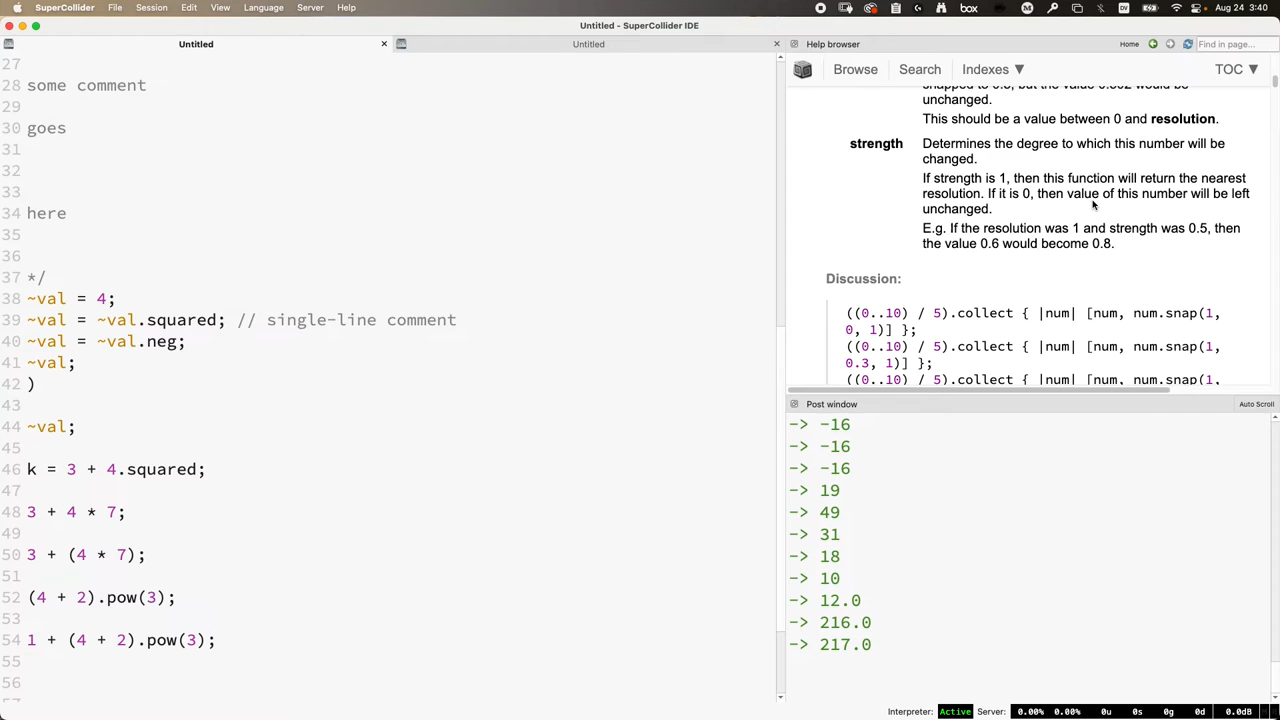 SuperCollider File Session Edit View Language Server Help
box
DV
Aug 24 3:40
Untitled - SuperCollider IDE
Untitled
Untitled
27
28 some comment
29
30 goes
31
32
33
34 here
35
36
37 */
38 ~val = 4;
39 ~val = ~val.squared; // single-line comment
40 ~val = ~val.neg;
41 ~val;
42 )
43
44 ~val;
45
46 k = 3 + 4.squared;
47
48 3 + 4 * 7;
49
50 3 + (4 * 7);
51
52 (4 + 2).pow(3);
53
54 1 + (4 + 2).pow(3);
55
56
Help browser
Home
Find in page...
Browse Search Indexes ▼ TOC ▼
unchanged.
This should be a value between 0 and resolution.
strength Determines the degree to which this number will be
changed.
If strength is 1, then this function will return the nearest
resolution. If it is 0, then value of this number will be left
unchanged.
E.g. If the resolution was 1 and strength was 0.5, then
the value 0.6 would become 0.8.
Discussion:
((0..10) / 5).collect { |num| [num, num.snap(1,
0, 1)] };
((0..10) / 5).collect { |num| [num, num.snap(1,
0.3, 1)] };
((0..10) / 5).collect { |num| [num, num.snap(1,
Post window
Auto Scroll
-> -16
-> -16
-> -16
-> 19
-> 49
-> 31
-> 18
-> 10
-> 12.0
-> 216.0
-> 217.0
Interpreter: Active Server: 0.00% 0.00% 0u 0s 0g 0d 0.0dB